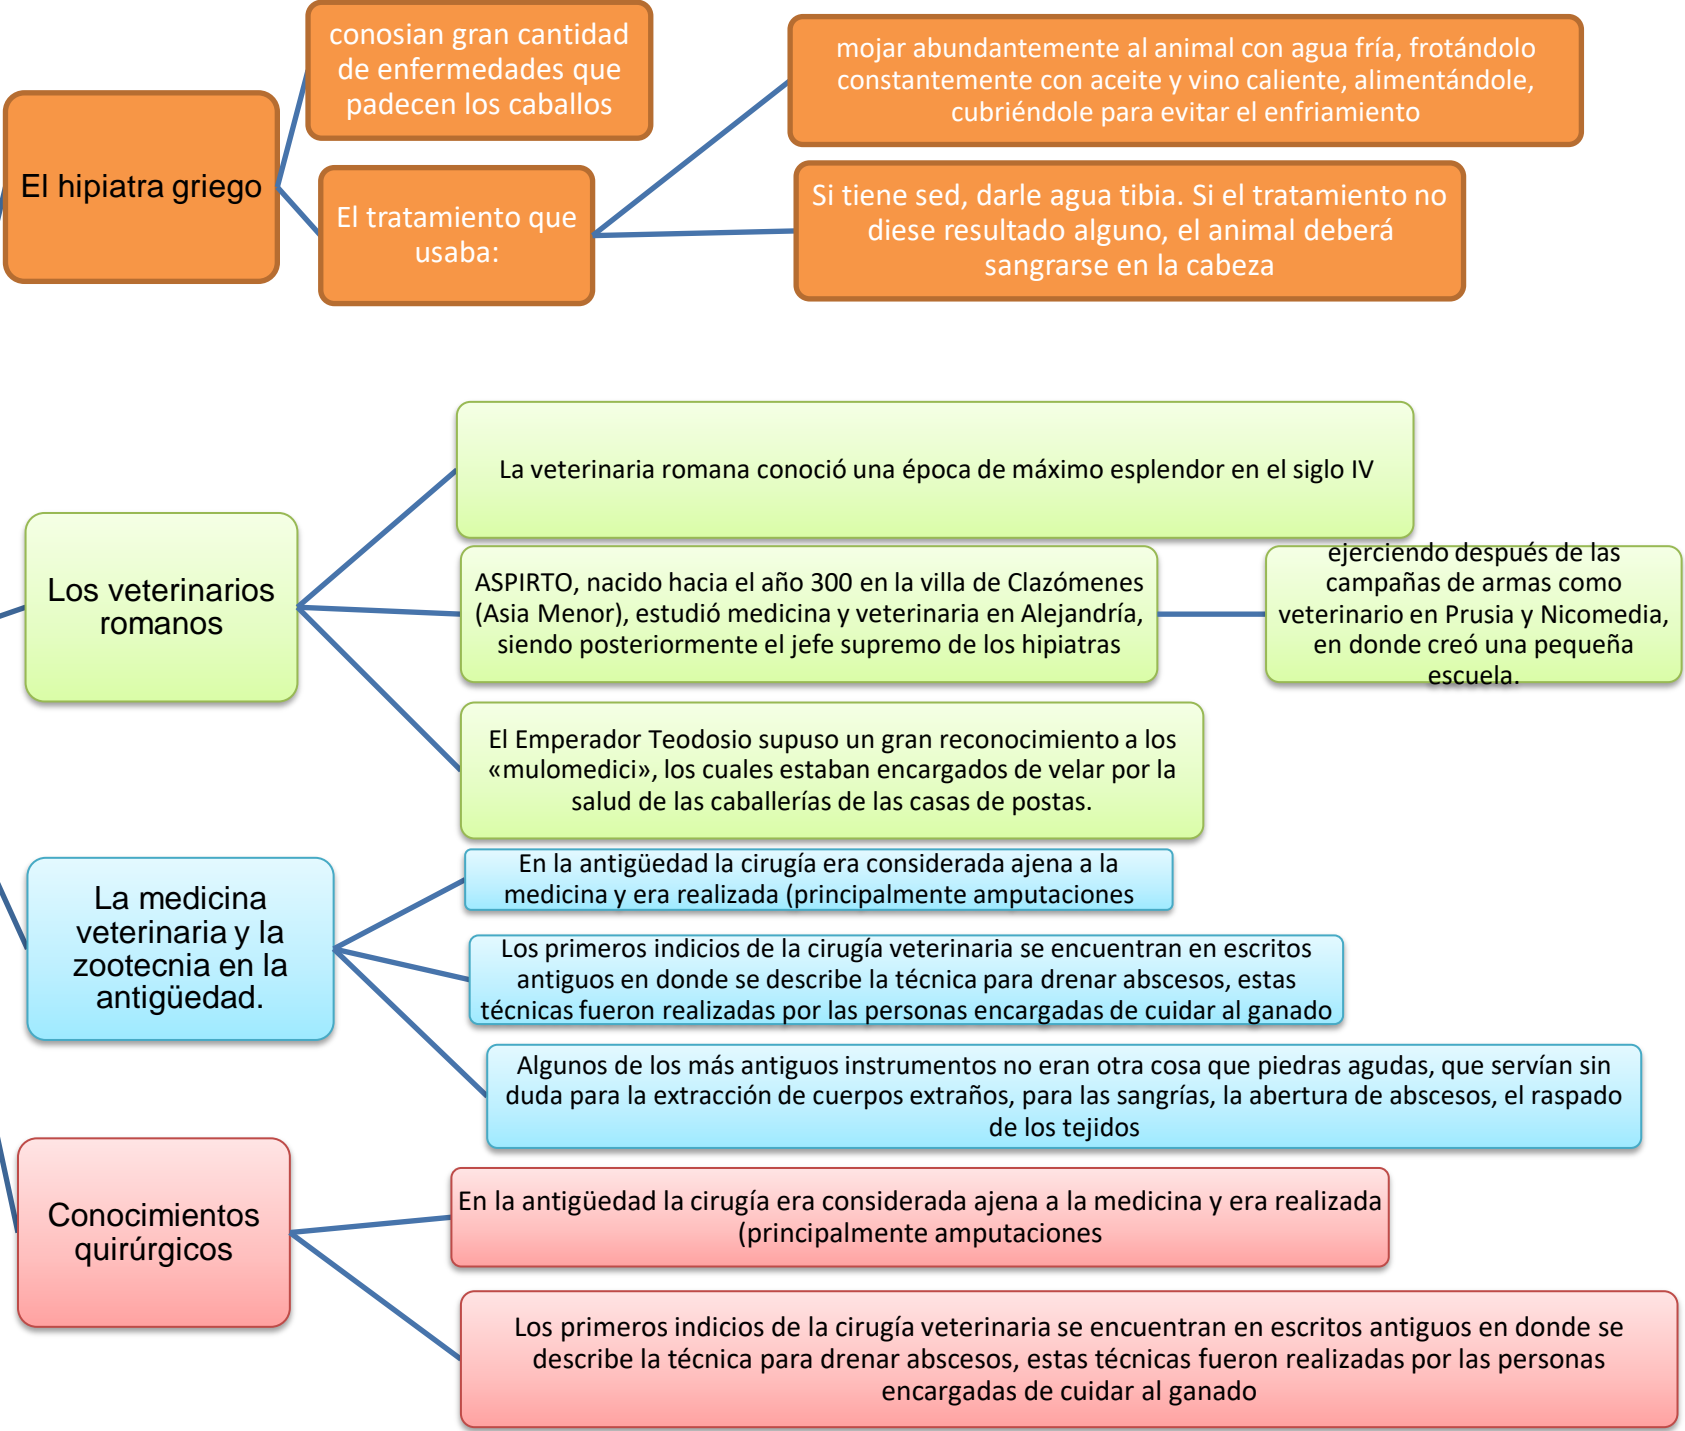 El hipiatra griego
conosian gran cantidad
de enfermedades que
padecen los caballos
El tratamiento que
usaba:
mojar abundantemente al animal con agua fría, frotándolo
constantemente con aceite y vino caliente, alimentándole,
cubriéndole para evitar el enfriamiento
Si tiene sed, darle agua tibia. Si el tratamiento no
diese resultado alguno, el animal deberá
sangrarse en la cabeza
Los veterinarios
romanos
La veterinaria romana conoció una época de máximo esplendor en el siglo IV
ASPIRTO, nacido hacia el año 300 en la villa de Clazómenes
(Asia Menor), estudió medicina y veterinaria en Alejandría,
siendo posteriormente el jefe supremo de los hipiatras
ejerciendo después de las
campañas de armas como
veterinario en Prusia y Nicomedia,
en donde creó una pequeña
escuela.
El Emperador Teodosio supuso un gran reconocimiento a los
«mulomedici», los cuales estaban encargados de velar por la
salud de las caballerías de las casas de postas.
La medicina
veterinaria y la
zootecnia en la
antigüedad.
En la antigüedad la cirugía era considerada ajena a la
medicina y era realizada (principalmente amputaciones
Los primeros indicios de la cirugía veterinaria se encuentran en escritos
antiguos en donde se describe la técnica para drenar abscesos, estas
técnicas fueron realizadas por las personas encargadas de cuidar al ganado
Algunos de los más antiguos instrumentos no eran otra cosa que piedras agudas, que servían sin
duda para la extracción de cuerpos extraños, para las sangrías, la abertura de abscesos, el raspado
de los tejidos
Conocimientos
quirúrgicos
En la antigüedad la cirugía era considerada ajena a la medicina y era realizada
(principalmente amputaciones
Los primeros indicios de la cirugía veterinaria se encuentran en escritos antiguos en donde se
describe la técnica para drenar abscesos, estas técnicas fueron realizadas por las personas
encargadas de cuidar al ganado